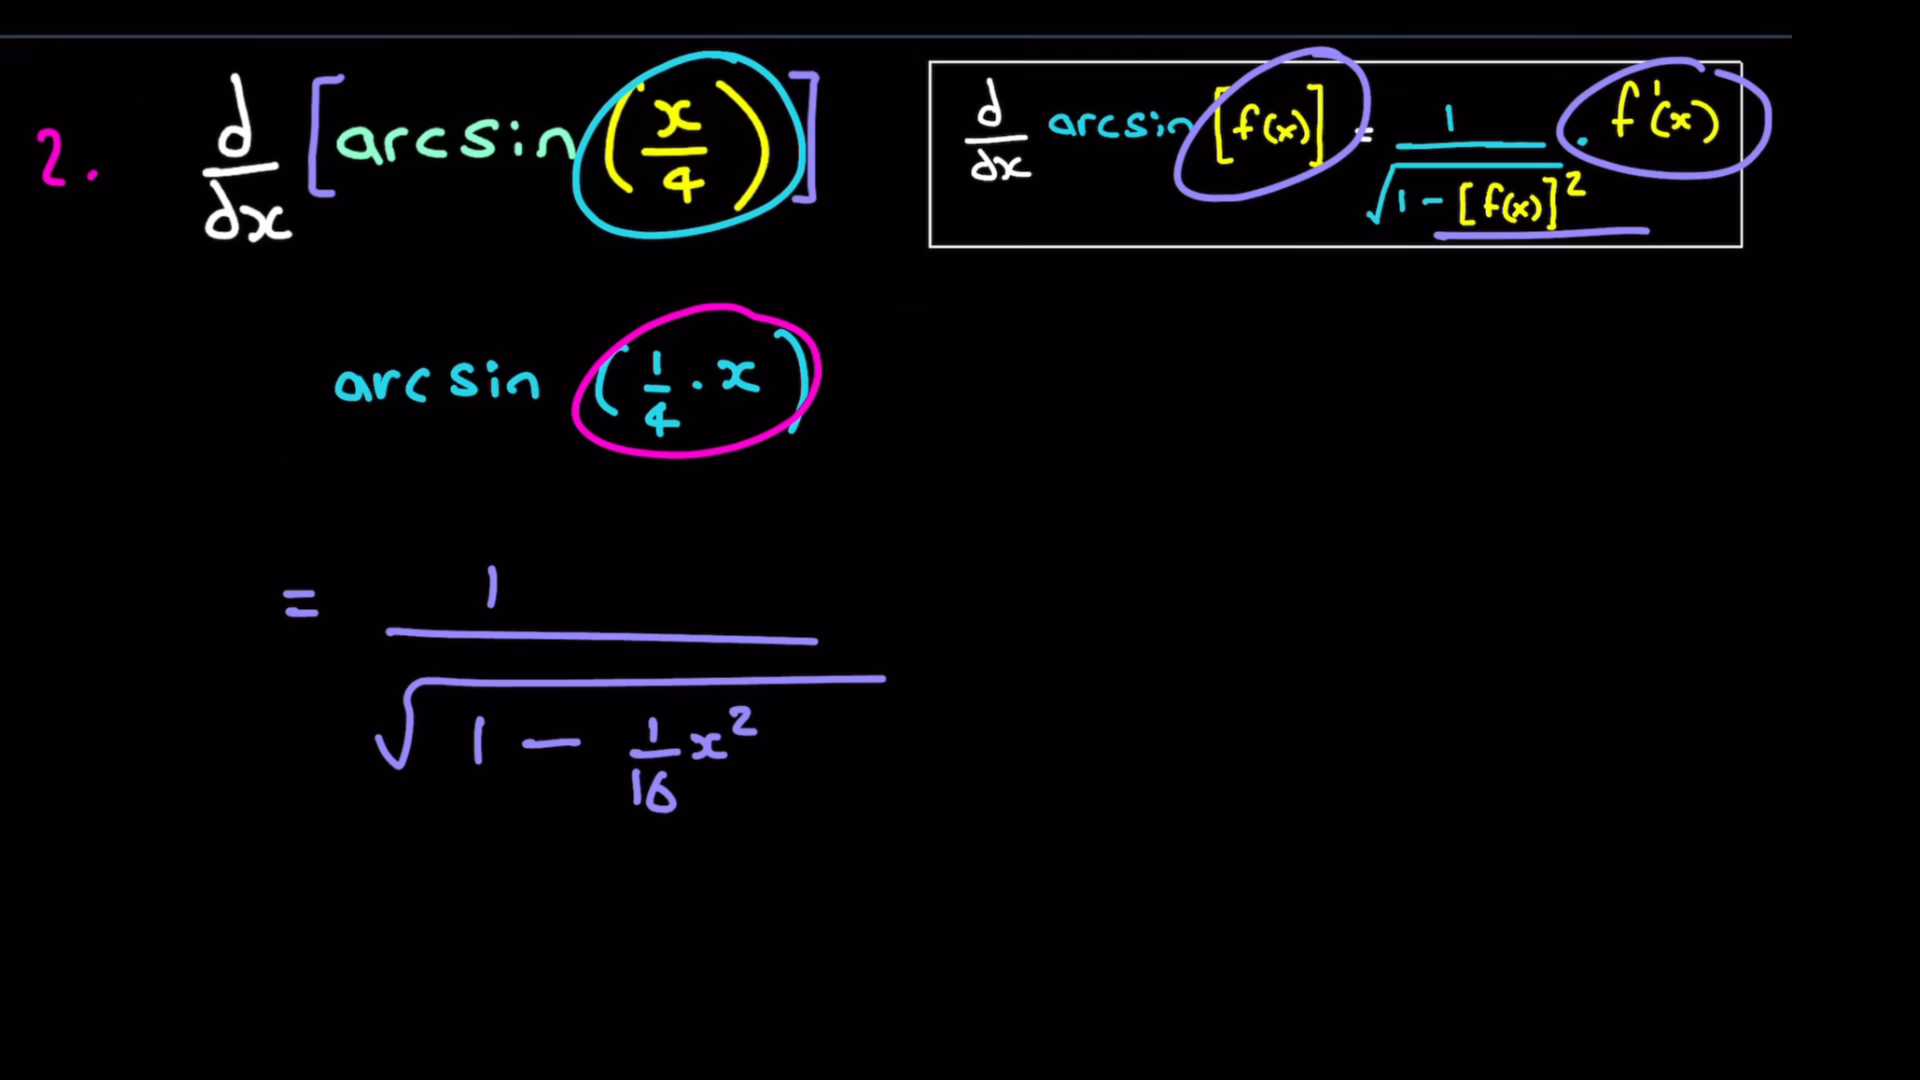 2. d/dx [arcsin(x/4)]
d/dx arcsin[f(x)] = 1/√(1 - [f(x)]²) · f'(x)
arcsin (1/4 · x)
= 1/√(1 - 1/16 x²)